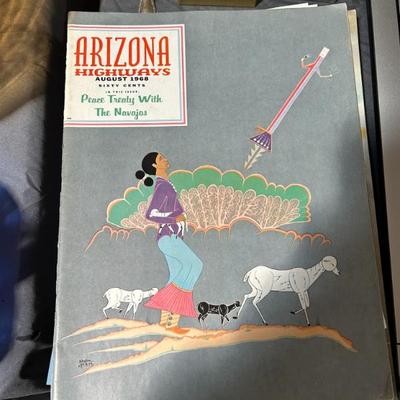 ARIZONA
HIGHWAYS
AUGUST 1968
SIXTY CENTS
IN THIS ISSUE:
Peace Treaty With
The Navajos